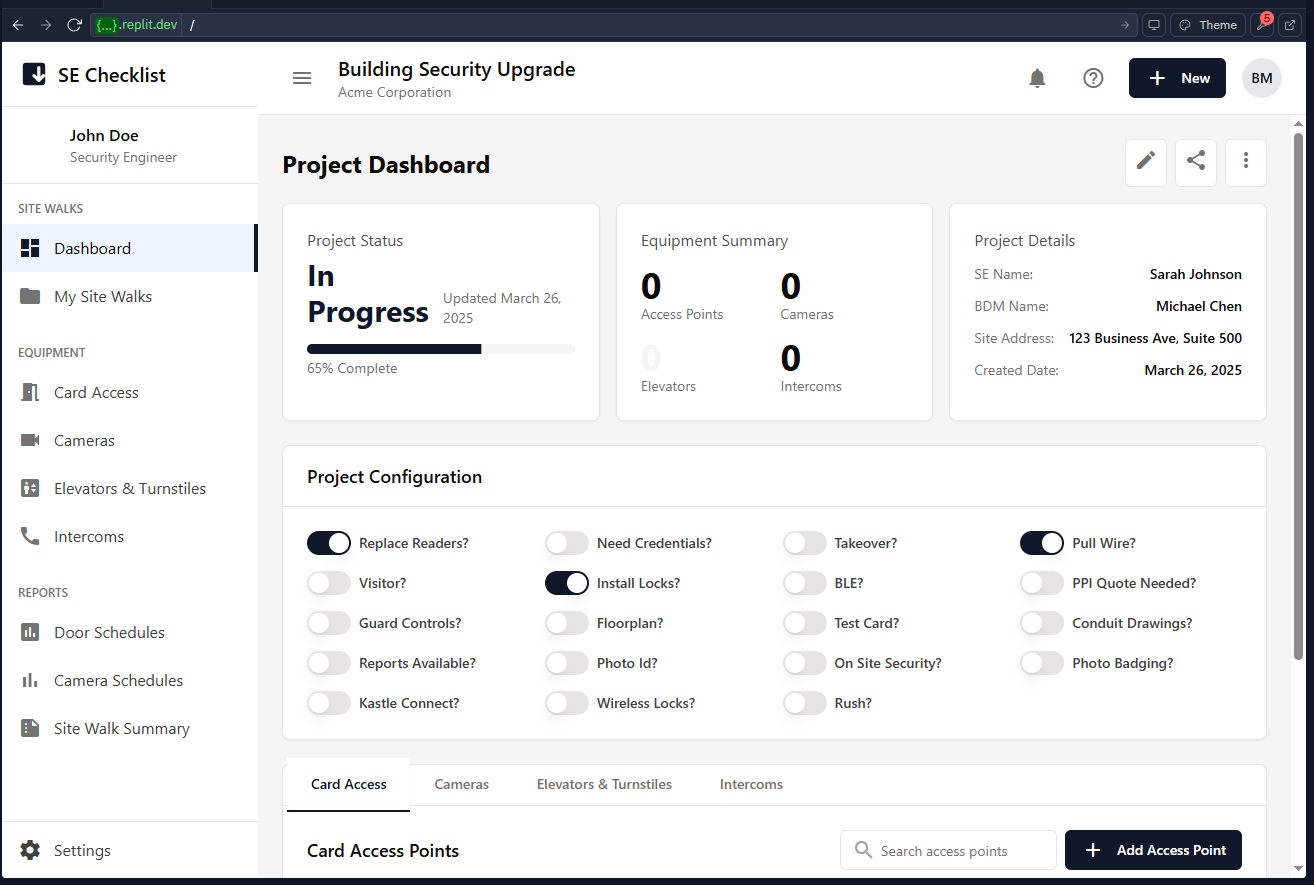 {...}.replit.dev /
Theme
5
SE Checklist
Building Security Upgrade
Acme Corporation
New
BM
John Doe
Security Engineer
SITE WALKS
Dashboard
My Site Walks
EQUIPMENT
Card Access
Cameras
Elevators & Turnstiles
Intercoms
REPORTS
Door Schedules
Camera Schedules
Site Walk Summary
Settings
Project Dashboard
Project Status
In
Progress
Updated March 26,
2025
65% Complete
Equipment Summary
0
Access Points
0
Cameras
0
Elevators
0
Intercoms
Project Details
SE Name: Sarah Johnson
BDM Name: Michael Chen
Site Address: 123 Business Ave, Suite 500
Created Date: March 26, 2025
Project Configuration
Replace Readers? Need Credentials? Takeover? Pull Wire?
Visitor? Install Locks? BLE? PPI Quote Needed?
Guard Controls? Floorplan? Test Card? Conduit Drawings?
Reports Available? Photo Id? On Site Security? Photo Badging?
Kastle Connect? Wireless Locks? Rush?
Card Access Cameras Elevators & Turnstiles Intercoms
Card Access Points
Search access points
Add Access Point